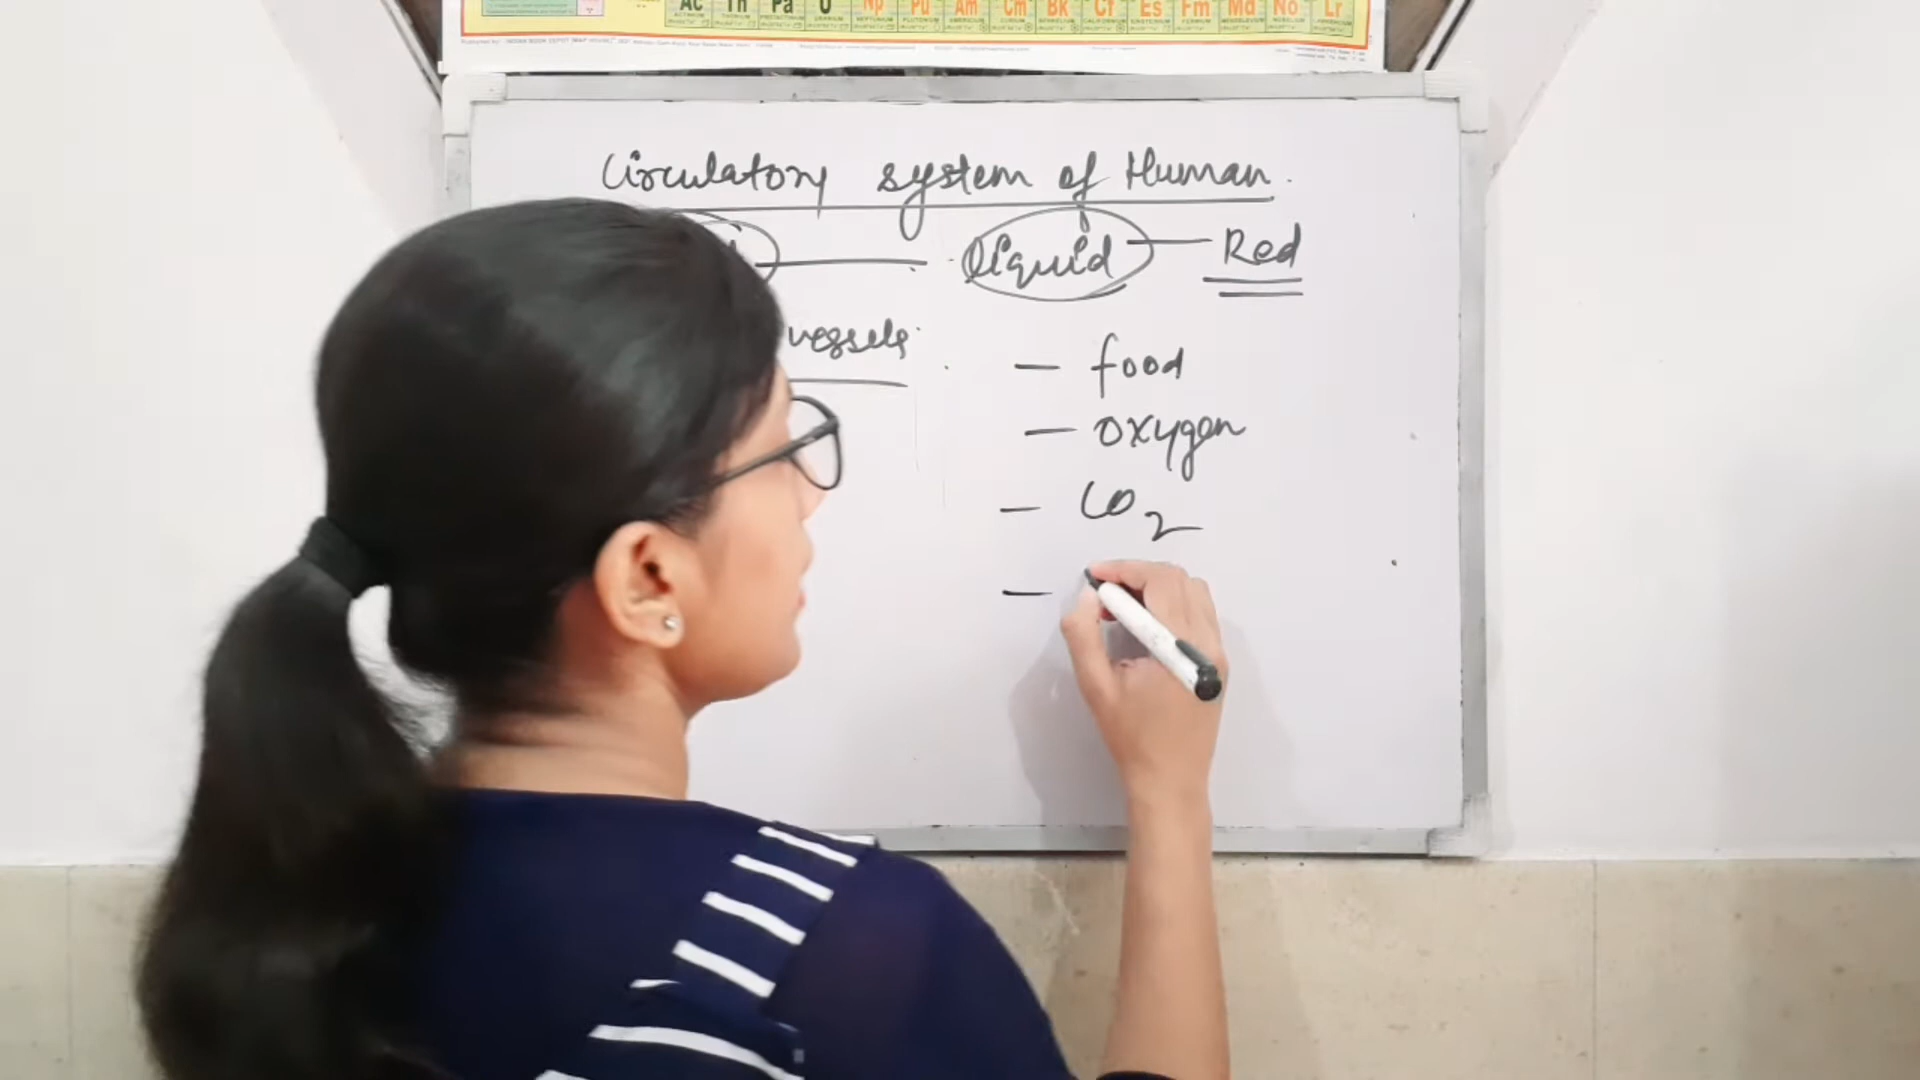 Ac Th Pa U Np Pu Am Cm Bk Cf Es Fm Md No Lr
Circulatory system of Human.
liquid — Red
vessels.
— food
— oxygen
— CO2
—